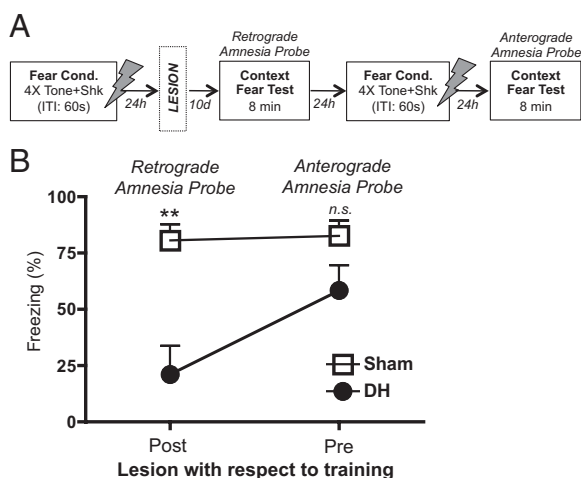 A
Retrograde
Amnesia Probe
Anterograde
Amnesia Probe
Fear Cond.
4X Tone+Shk
(ITI: 60s)
24h
LESION
10d
Context
Fear Test
8 min
24h
Fear Cond.
4X Tone+Shk
(ITI: 60s)
24h
Context
Fear Test
8 min
B
Retrograde
Amnesia Probe
Anterograde
Amnesia Probe
**
n.s.
100
75
50
25
0
Freezing (%)
Sham
DH
Post
Pre
Lesion with respect to training